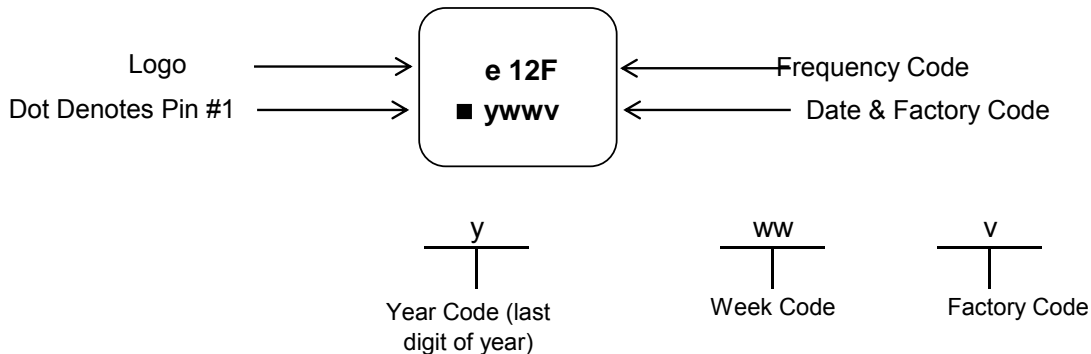 Logo
e 12F
Frequency Code
Dot Denotes Pin #1
■ ywwv
Date & Factory Code
y
ww
v
Year Code (last
digit of year)
Week Code
Factory Code